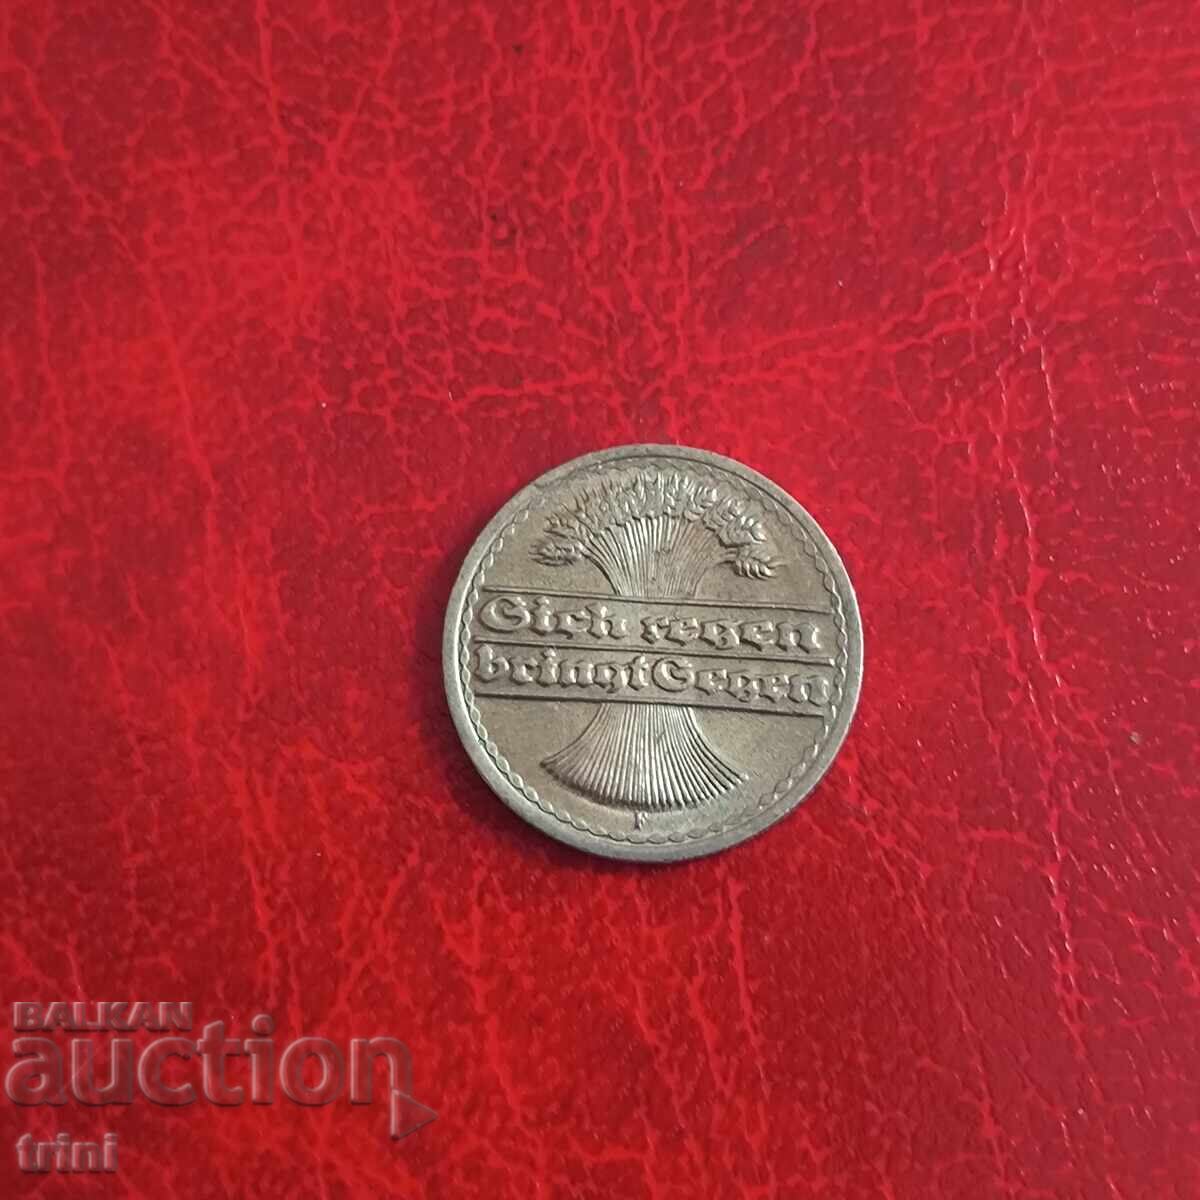 Sich regen
bringt Segen
F
BALKAN
auction
trini